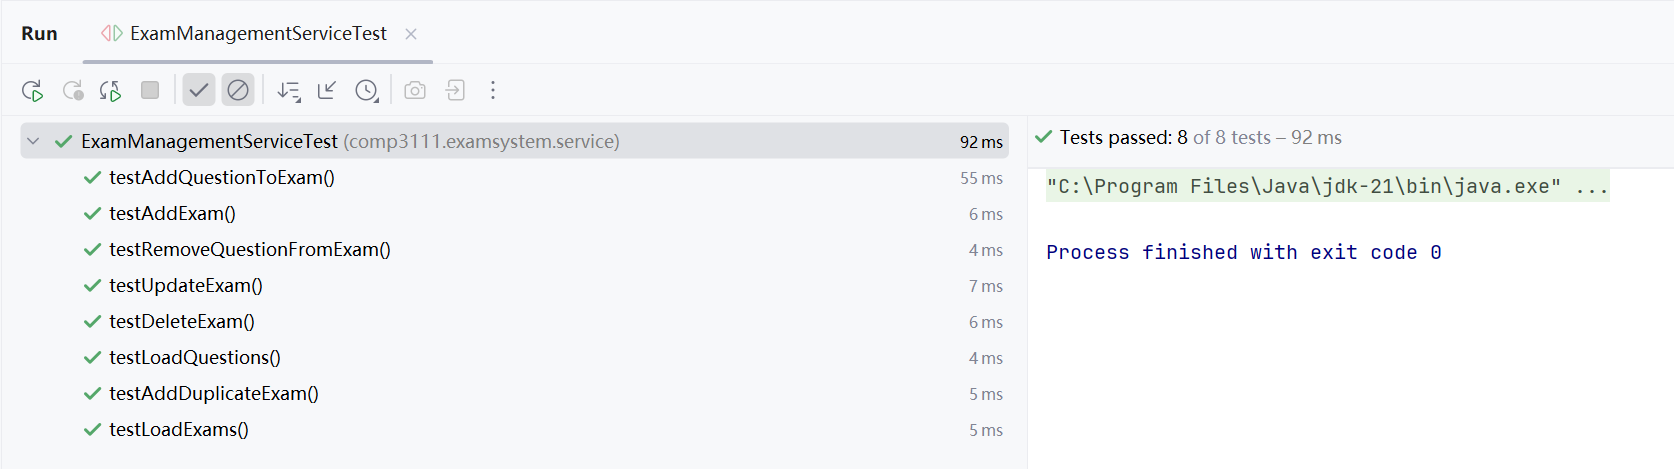 Run ExamManagementServiceTest
ExamManagementServiceTest (comp3111.examsystem.service) 92 ms
testAddQuestionToExam() 55 ms
testAddExam() 6 ms
testRemoveQuestionFromExam() 4 ms
testUpdateExam() 7 ms
testDeleteExam() 6 ms
testLoadQuestions() 4 ms
testAddDuplicateExam() 5 ms
testLoadExams() 5 ms
Tests passed: 8 of 8 tests – 92 ms
"C:\Program Files\Java\jdk-21\bin\java.exe" ...
Process finished with exit code 0